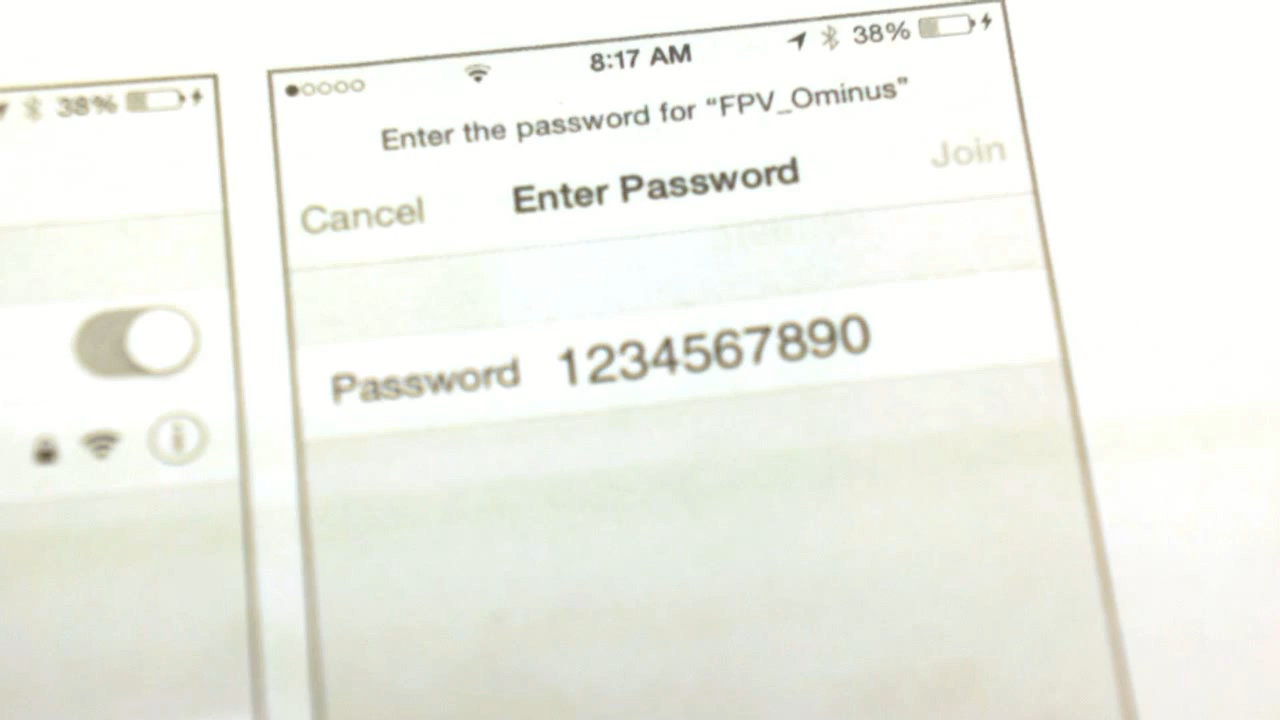 38%
8:17 AM 38%
Enter the password for “FPV_Ominus”
Cancel Enter Password Join
Password 1234567890